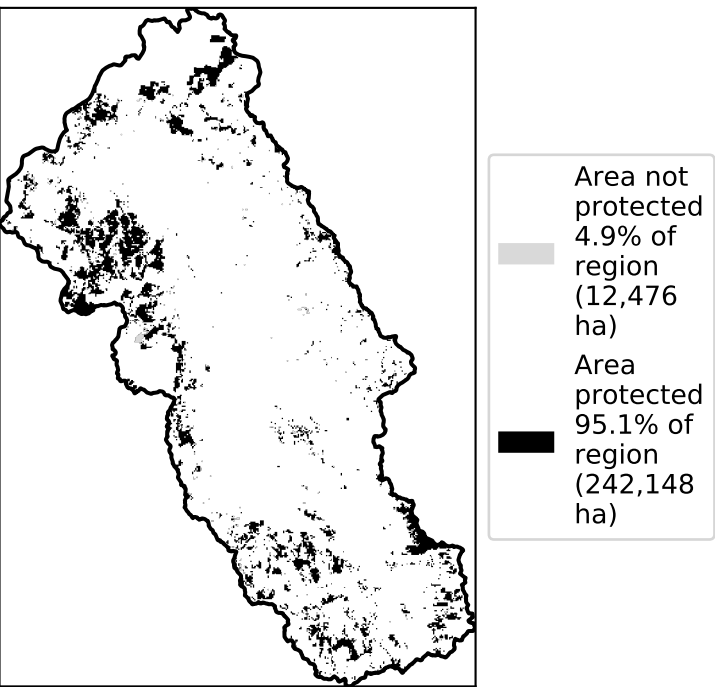 Area not
protected
4.9% of
region
(12,476
ha)
Area
protected
95.1% of
region
(242,148
ha)